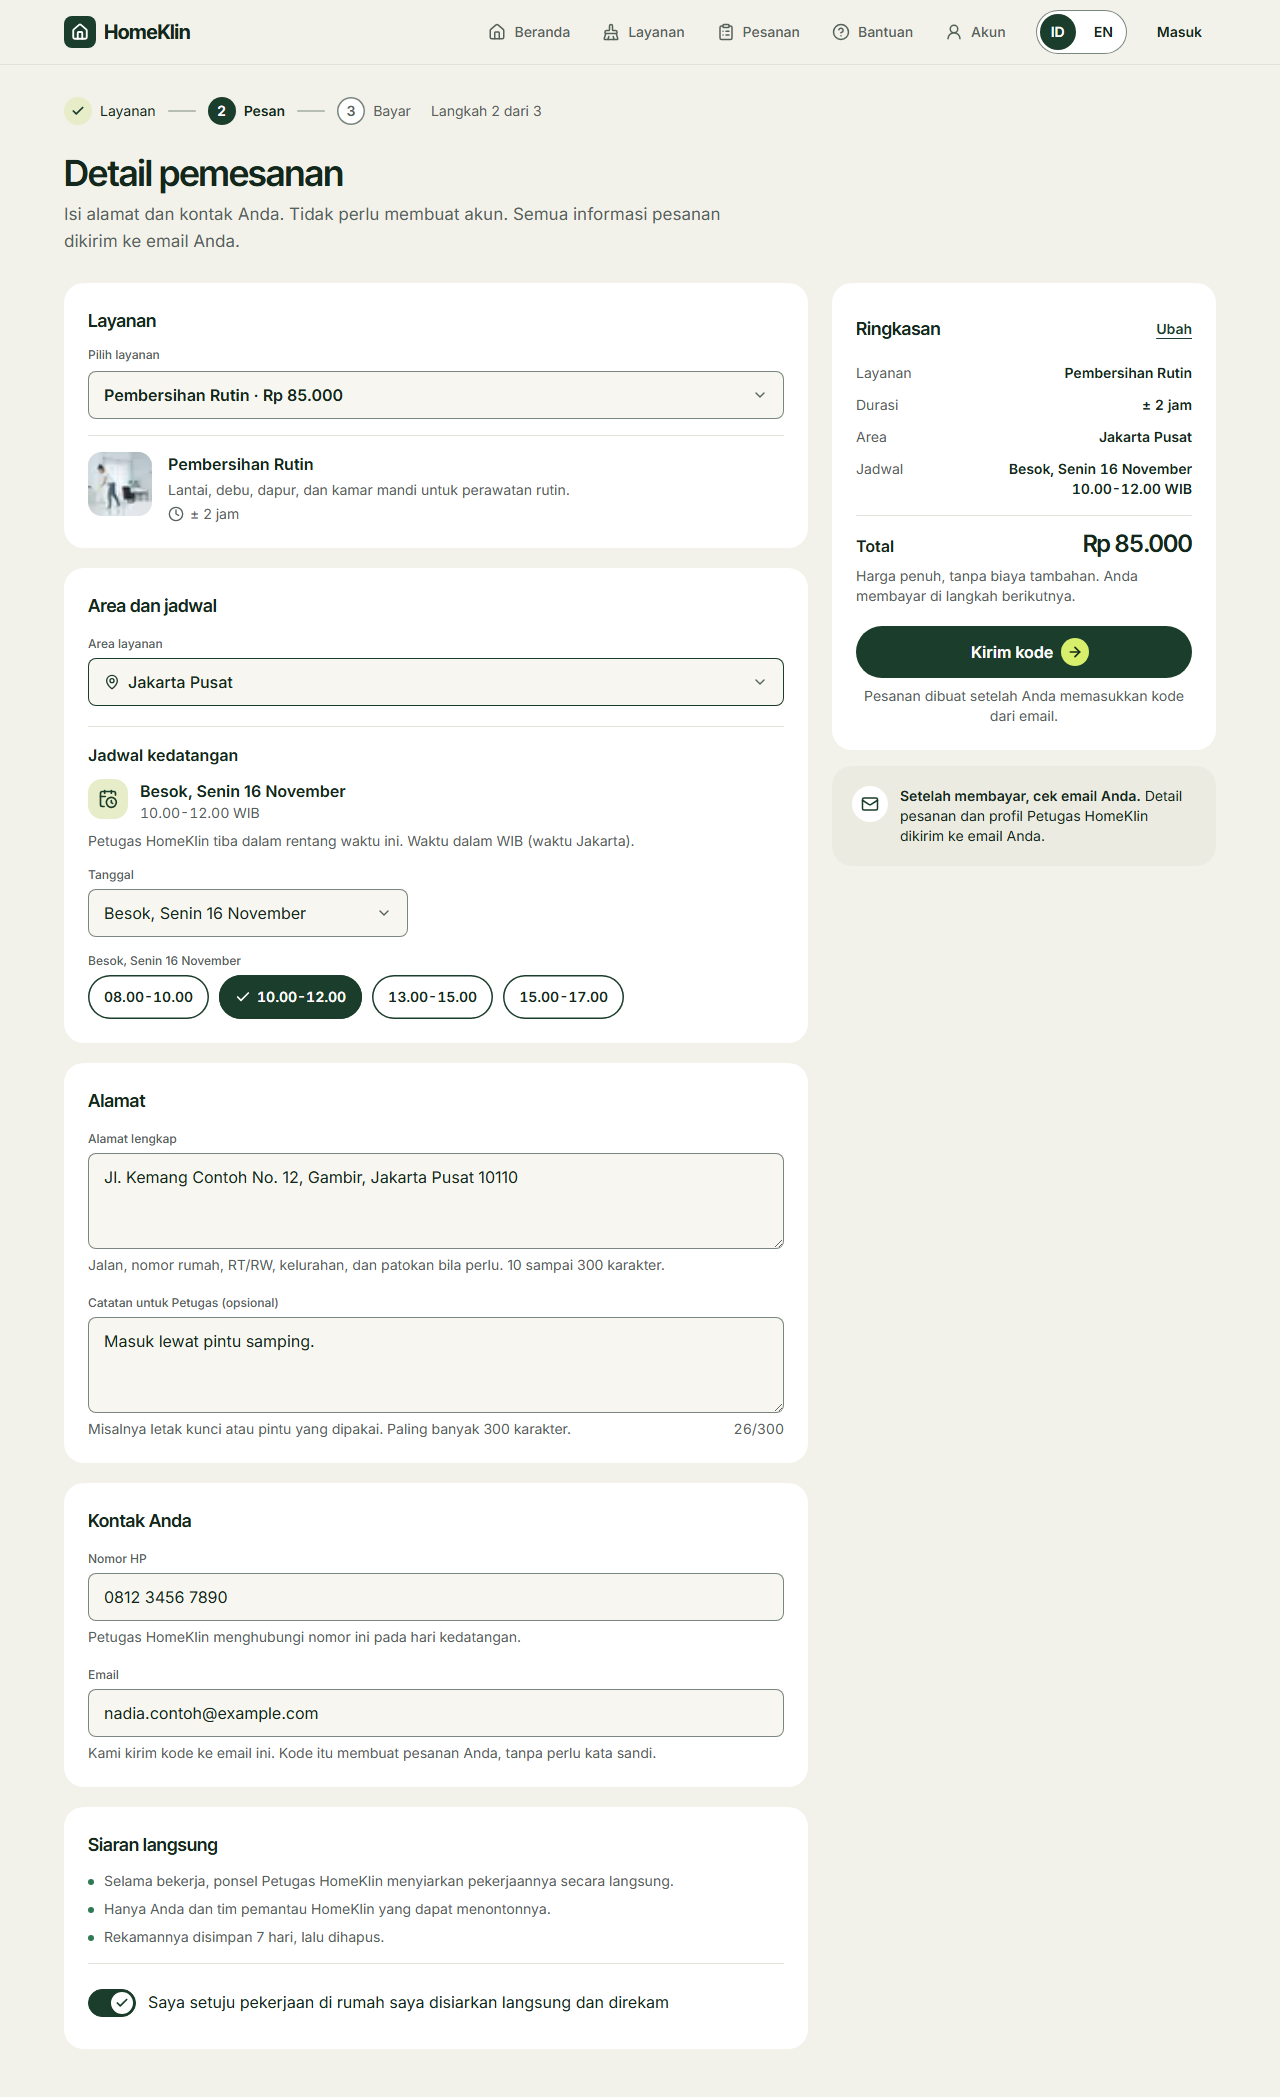 HomeKlin
Beranda
Layanan
Pesanan
Bantuan
Akun
ID
EN
Masuk
Layanan
2
Pesan
3
Bayar
Langkah 2 dari 3
Detail pemesanan
Isi alamat dan kontak Anda. Tidak perlu membuat akun. Semua informasi pesanan
dikirim ke email Anda.
Layanan
Pilih layanan
Pembersihan Rutin · Rp 85.000
Pembersihan Rutin
Lantai, debu, dapur, dan kamar mandi untuk perawatan rutin.
± 2 jam
Area dan jadwal
Area layanan
Jakarta Pusat
Jadwal kedatangan
Besok, Senin 16 November
10.00-12.00 WIB
Petugas HomeKlin tiba dalam rentang waktu ini. Waktu dalam WIB (waktu Jakarta).
Tanggal
Besok, Senin 16 November
Besok, Senin 16 November
08.00-10.00
10.00-12.00
13.00-15.00
15.00-17.00
Alamat
Alamat lengkap
Jl. Kemang Contoh No. 12, Gambir, Jakarta Pusat 10110
Jalan, nomor rumah, RT/RW, kelurahan, dan patokan bila perlu. 10 sampai 300 karakter.
Catatan untuk Petugas (opsional)
Masuk lewat pintu samping.
Misalnya letak kunci atau pintu yang dipakai. Paling banyak 300 karakter.
26/300
Kontak Anda
Nomor HP
0812 3456 7890
Petugas HomeKlin menghubungi nomor ini pada hari kedatangan.
Email
nadia.contoh@example.com
Kami kirim kode ke email ini. Kode itu membuat pesanan Anda, tanpa perlu kata sandi.
Siaran langsung
Selama bekerja, ponsel Petugas HomeKlin menyiarkan pekerjaannya secara langsung.
Hanya Anda dan tim pemantau HomeKlin yang dapat menontonnya.
Rekamannya disimpan 7 hari, lalu dihapus.
Saya setuju pekerjaan di rumah saya disiarkan langsung dan direkam
Ringkasan
Ubah
Layanan
Pembersihan Rutin
Durasi
± 2 jam
Area
Jakarta Pusat
Jadwal
Besok, Senin 16 November
10.00-12.00 WIB
Total
Rp 85.000
Harga penuh, tanpa biaya tambahan. Anda
membayar di langkah berikutnya.
Kirim kode
Pesanan dibuat setelah Anda memasukkan kode
dari email.
Setelah membayar, cek email Anda. Detail
pesanan dan profil Petugas HomeKlin
dikirim ke email Anda.